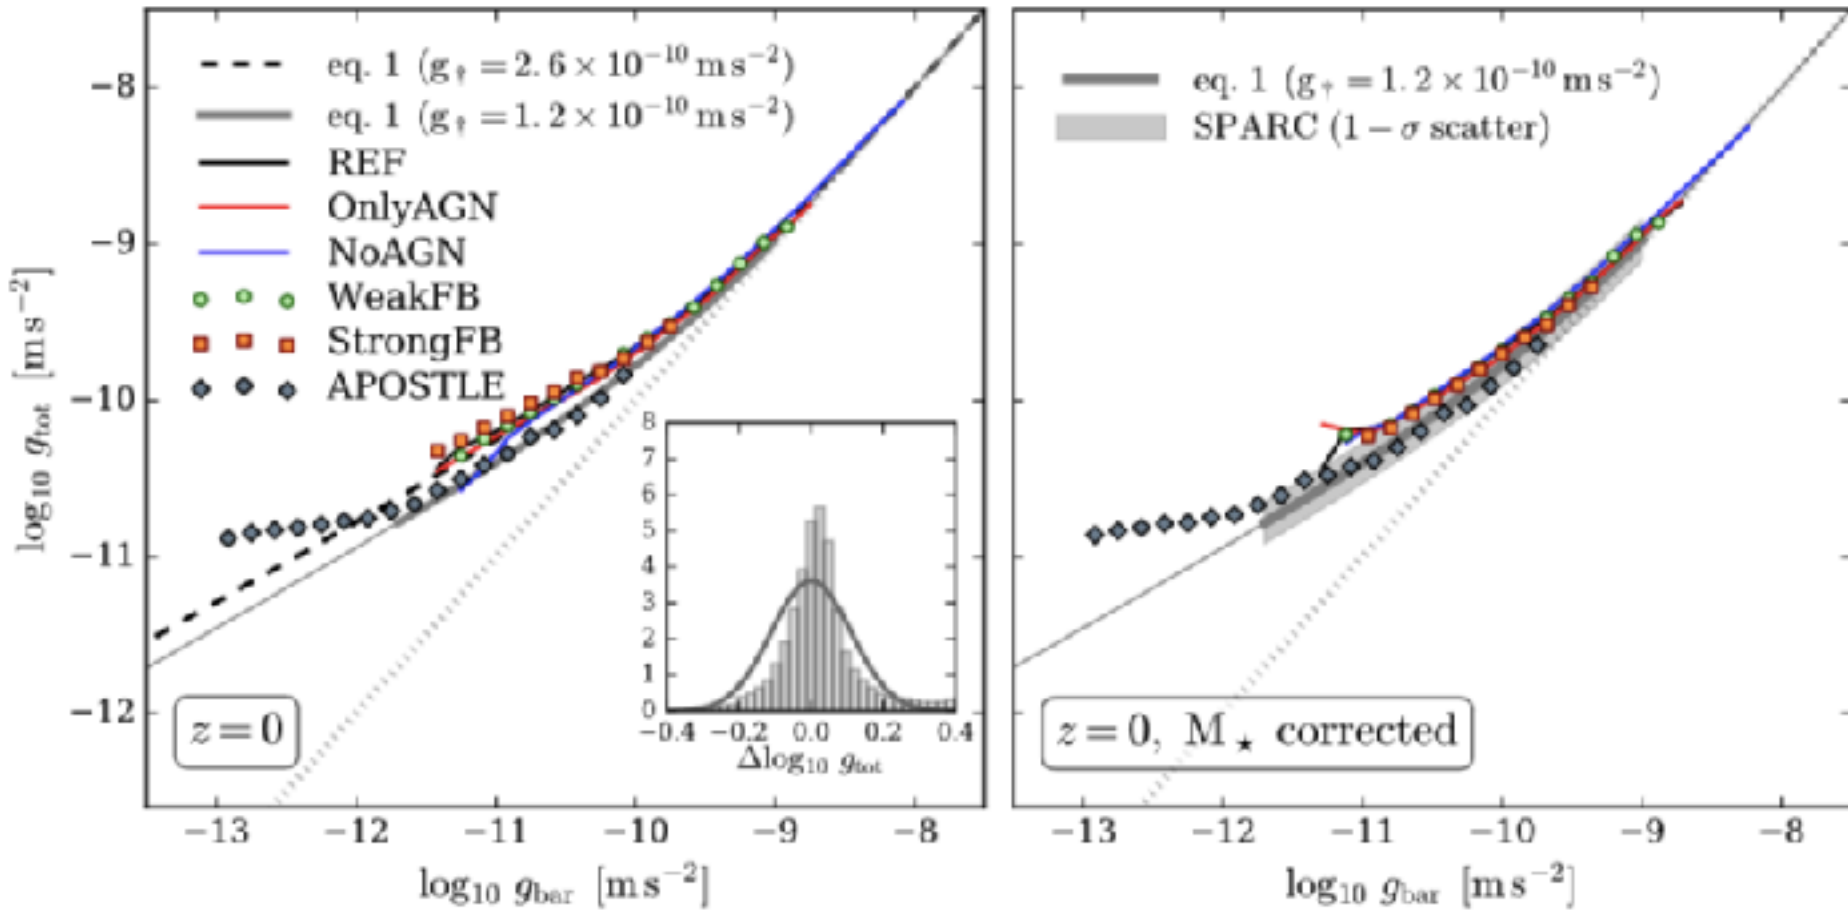 eq. 1 (g† = 2.6 × 10⁻¹⁰ m s⁻²)
eq. 1 (g† = 1.2 × 10⁻¹⁰ m s⁻²)
REF
OnlyAGN
NoAGN
WeakFB
StrongFB
APOSTLE
−8
−9
−10
−11
−12
log₁₀ g_tot [m s⁻²]
8
7
6
5
4
3
2
1
0
−0.4 −0.2 0.0 0.2 0.4
Δlog₁₀ g_tot
z = 0
−13 −12 −11 −10 −9 −8
log₁₀ g_bar [m s⁻²]
eq. 1 (g† = 1.2 × 10⁻¹⁰ m s⁻²)
SPARC (1 − σ scatter)
z = 0, M⋆ corrected
−13 −12 −11 −10 −9 −8
log₁₀ g_bar [m s⁻²]